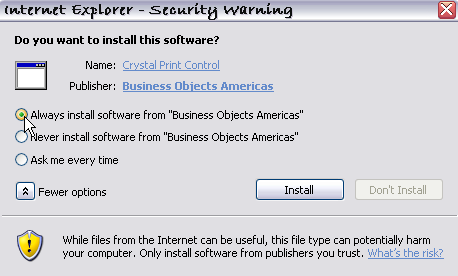 Internet Explorer - Security Warning
Do you want to install this software?
Name: Crystal Print Control
Publisher: Business Objects Americas
Always install software from "Business Objects Americas"
Never install software from "Business Objects Americas"
Ask me every time
Fewer options Install Don't Install
While files from the Internet can be useful, this file type can potentially harm
your computer. Only install software from publishers you trust. What's the risk?